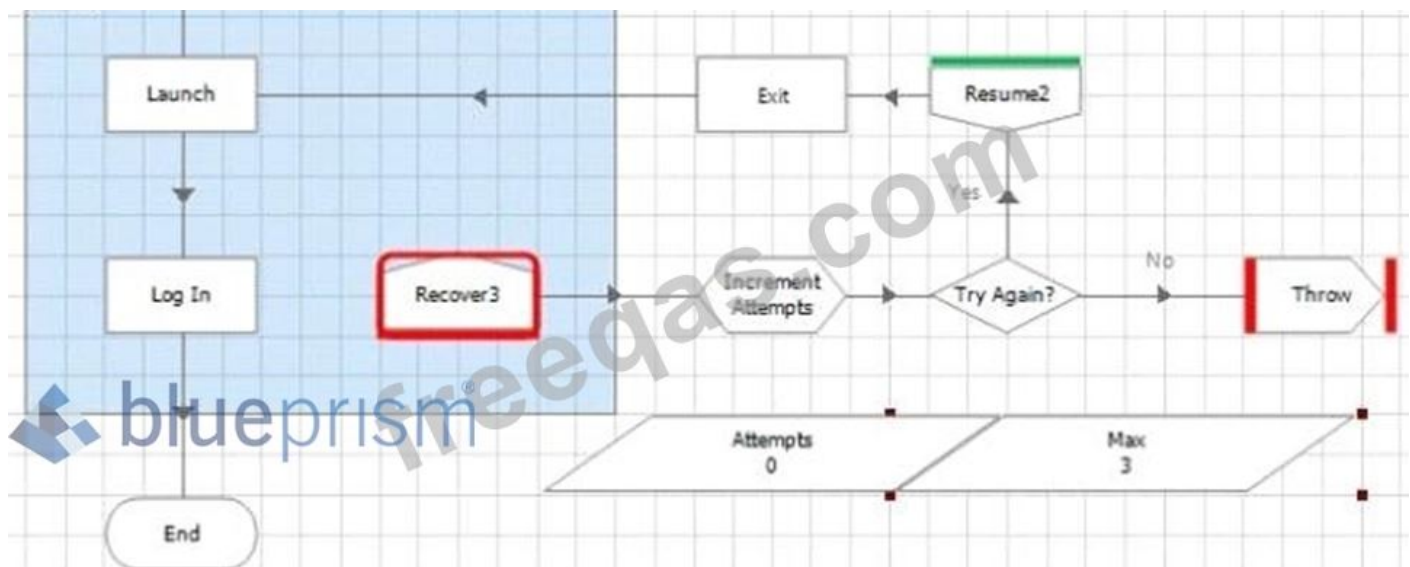 Launch
Exit
Resume2
Yes
Log In
Recover3
Increment
Attempts
Try Again?
No
Throw
blueprism®
freeqas.com
Attempts
0
Max
3
End